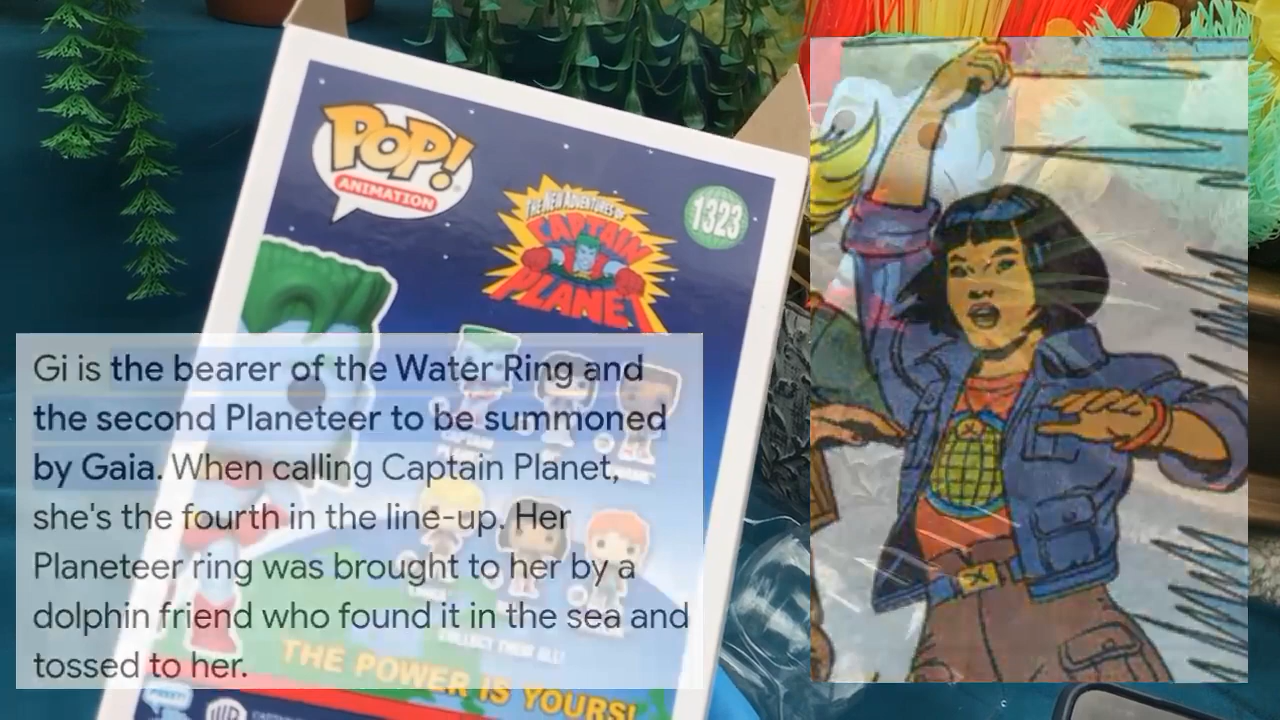 POP!
ANIMATION
THE NEW ADVENTURES OF
CAPTAIN
PLANET
1323
Gi is the bearer of the Water Ring and
the second Planeteer to be summoned
by Gaia. When calling Captain Planet,
she's the fourth in the line-up. Her
Planeteer ring was brought to her by a
dolphin friend who found it in the sea and
tossed to her.
COLLECT THEM ALL!
THE POWER IS YOURS!